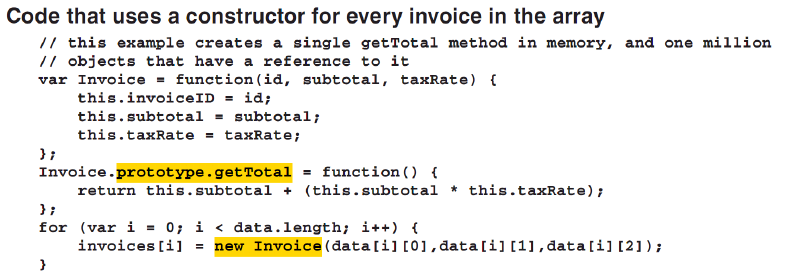 Code that uses a constructor for every invoice in the array
// this example creates a single getTotal method in memory, and one million
// objects that have a reference to it
var Invoice = function(id, subtotal, taxRate) {
    this.invoiceID = id;
    this.subtotal = subtotal;
    this.taxRate = taxRate;
};
Invoice.prototype.getTotal = function() {
    return this.subtotal + (this.subtotal * this.taxRate);
};
for (var i = 0; i < data.length; i++) {
    invoices[i] = new Invoice(data[i][0],data[i][1],data[i][2]);
}